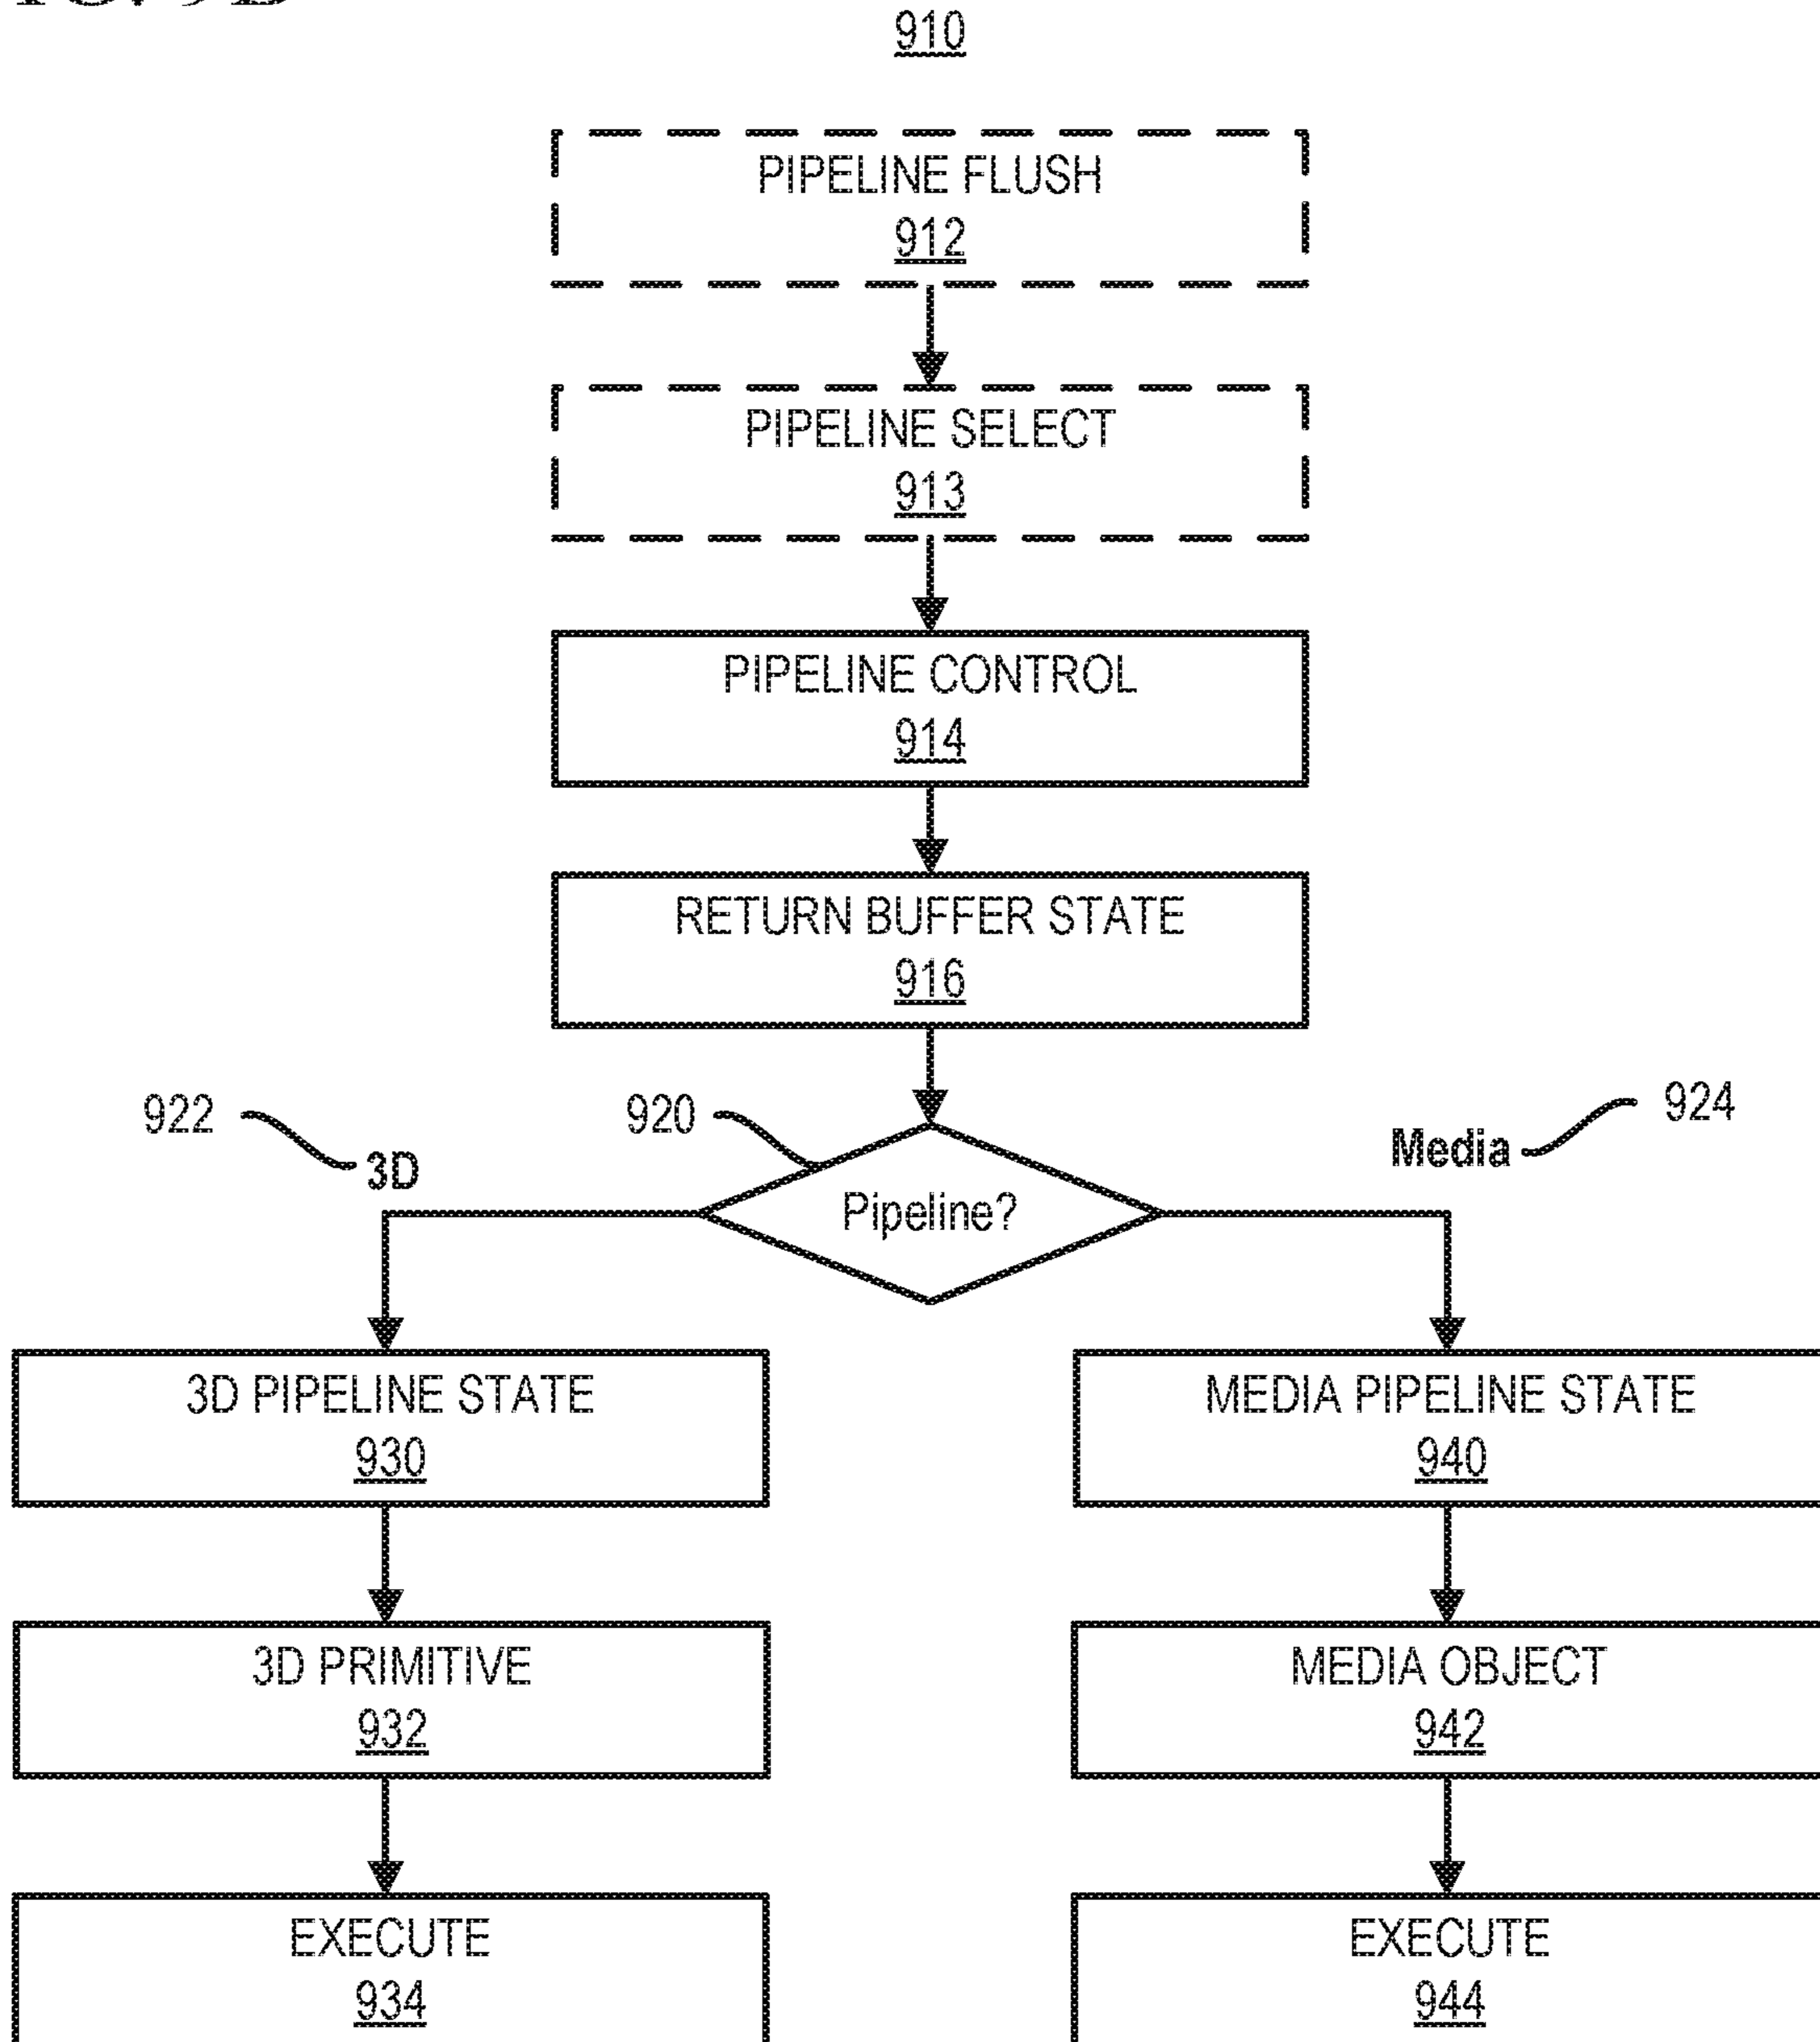 910
PIPELINE FLUSH
912
PIPELINE SELECT
913
PIPELINE CONTROL
914
RETURN BUFFER STATE
916
922
920
924
3D
Media
Pipeline?
3D PIPELINE STATE
930
MEDIA PIPELINE STATE
940
3D PRIMITIVE
932
MEDIA OBJECT
942
EXECUTE
934
EXECUTE
944